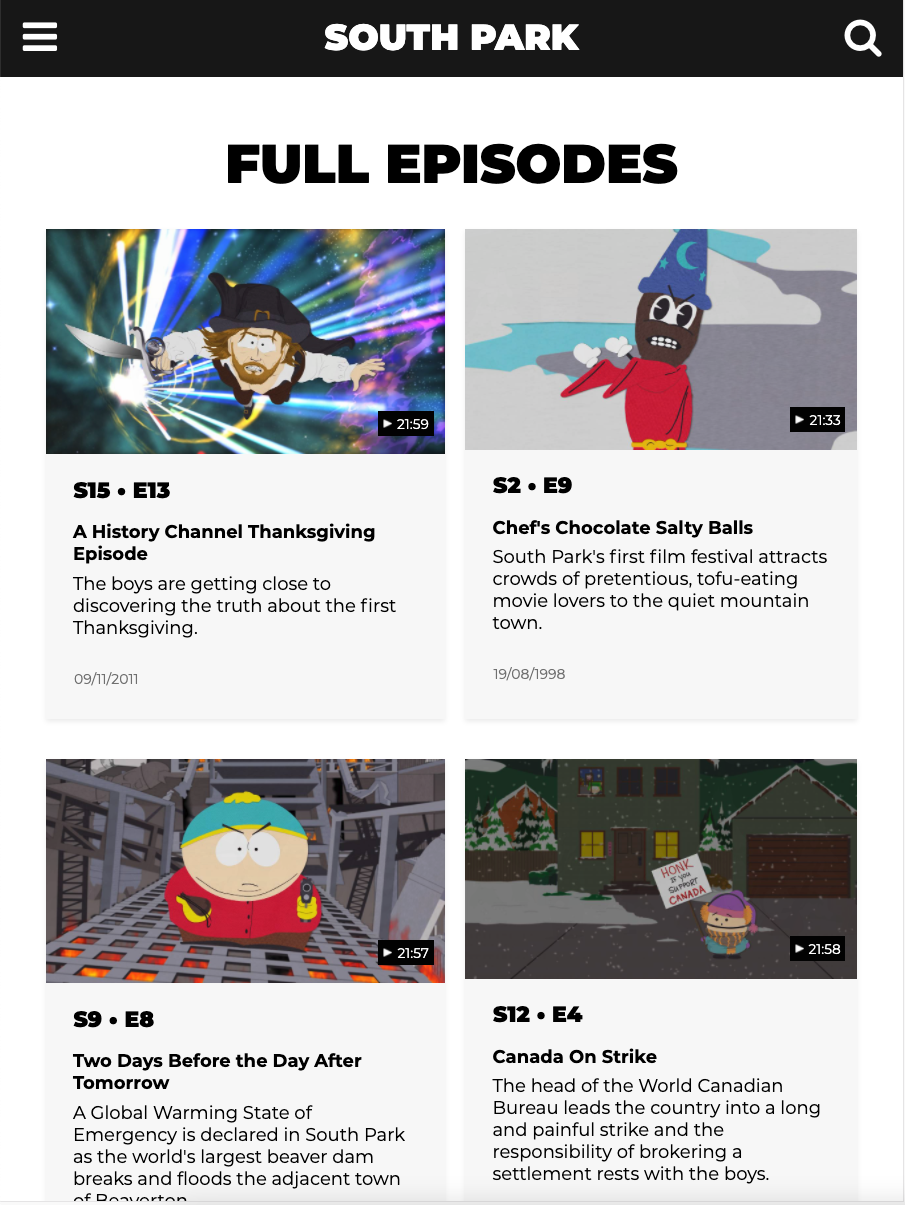 SOUTH PARK
FULL EPISODES
21:59
S15 • E13
A History Channel Thanksgiving
Episode
The boys are getting close to
discovering the truth about the first
Thanksgiving.
09/11/2011
21:33
S2 • E9
Chef's Chocolate Salty Balls
South Park's first film festival attracts
crowds of pretentious, tofu-eating
movie lovers to the quiet mountain
town.
19/08/1998
21:57
S9 • E8
Two Days Before the Day After
Tomorrow
A Global Warming State of
Emergency is declared in South Park
as the world's largest beaver dam
breaks and floods the adjacent town
of Beaverton.
HONK
IF YOU
SUPPORT
CANADA
21:58
S12 • E4
Canada On Strike
The head of the World Canadian
Bureau leads the country into a long
and painful strike and the
responsibility of brokering a
settlement rests with the boys.